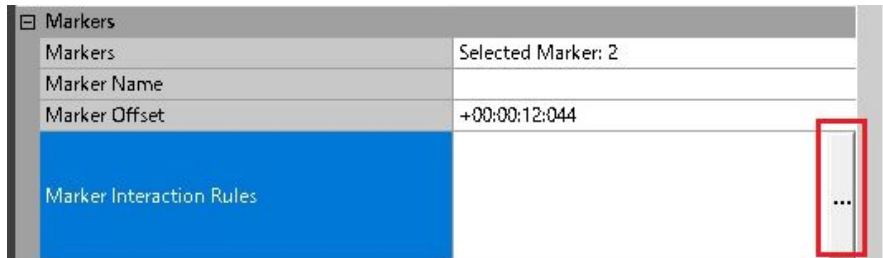 Markers
Markers Selected Marker: 2
Marker Name
Marker Offset +00:00:12:044
Marker Interaction Rules ...